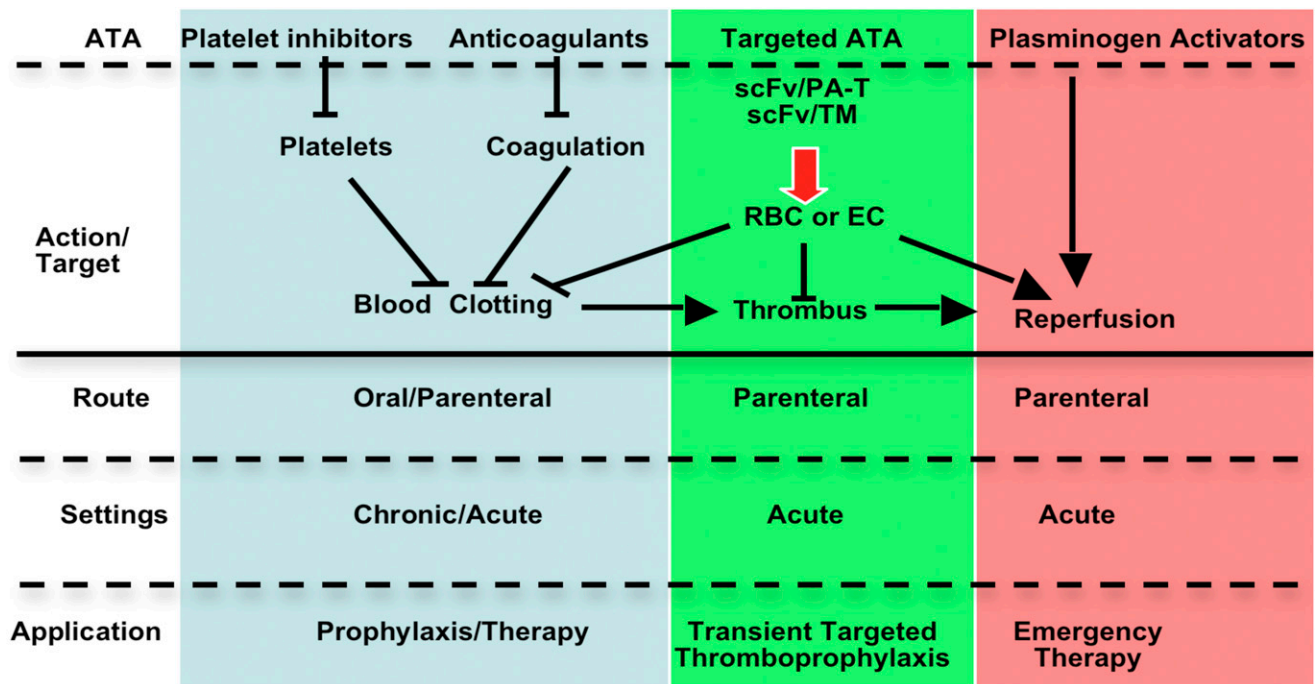 ATA Platelet inhibitors Anticoagulants Targeted ATA Plasminogen Activators
scFv/PA-T
scFv/TM
Platelets Coagulation
RBC or EC
Action/
Target
Blood Clotting Thrombus Reperfusion
Route Oral/Parenteral Parenteral Parenteral
Settings Chronic/Acute Acute Acute
Application Prophylaxis/Therapy Transient Targeted Emergency
Thromboprophylaxis Therapy